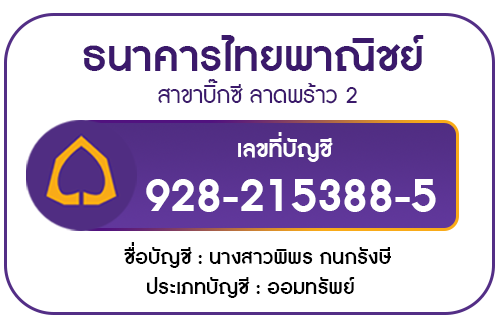 ธนาคารไทยพาณิชย์
สาขาบิ๊กซี ลาดพร้าว 2
เลขที่บัญชี
928-215388-5
ชื่อบัญชี : นางสาวพิพร กนกรังษี
ประเภทบัญชี : ออมทรัพย์